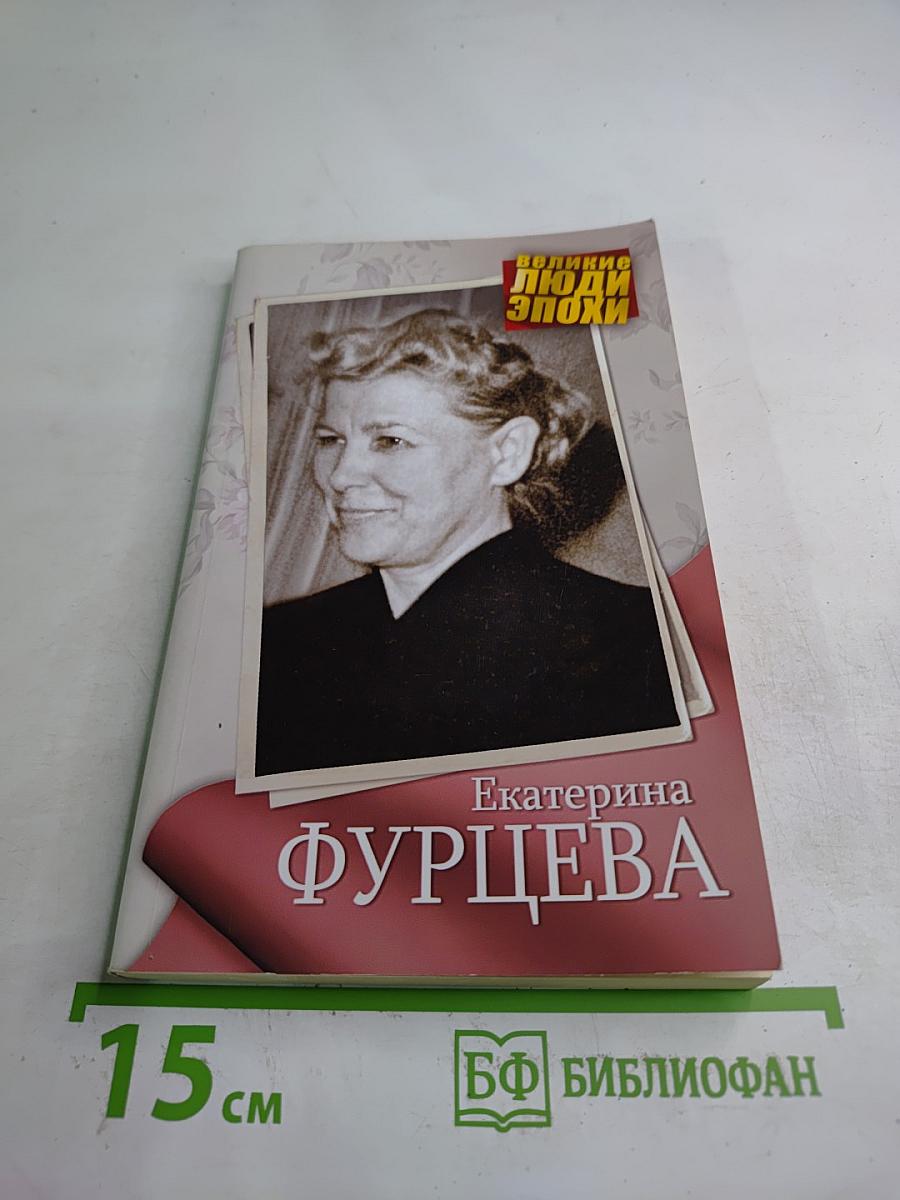 великие
ЛЮДИ
ЭПОХИ
Екатерина
ФУРЦЕВА
15 см
БФ БИБЛИОФАН